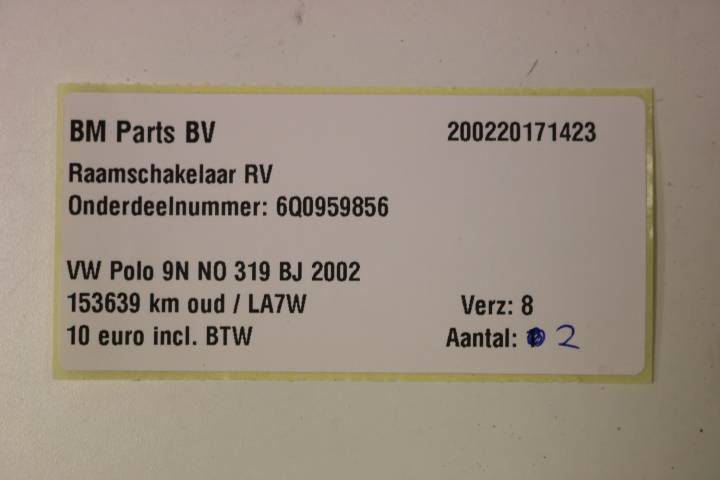 BM Parts BV 200220171423
Raamschakelaar RV
Onderdeelnummer: 6Q0959856
VW Polo 9N NO 319 BJ 2002
153639 km oud / LA7W Verz: 8
10 euro incl. BTW Aantal: 2